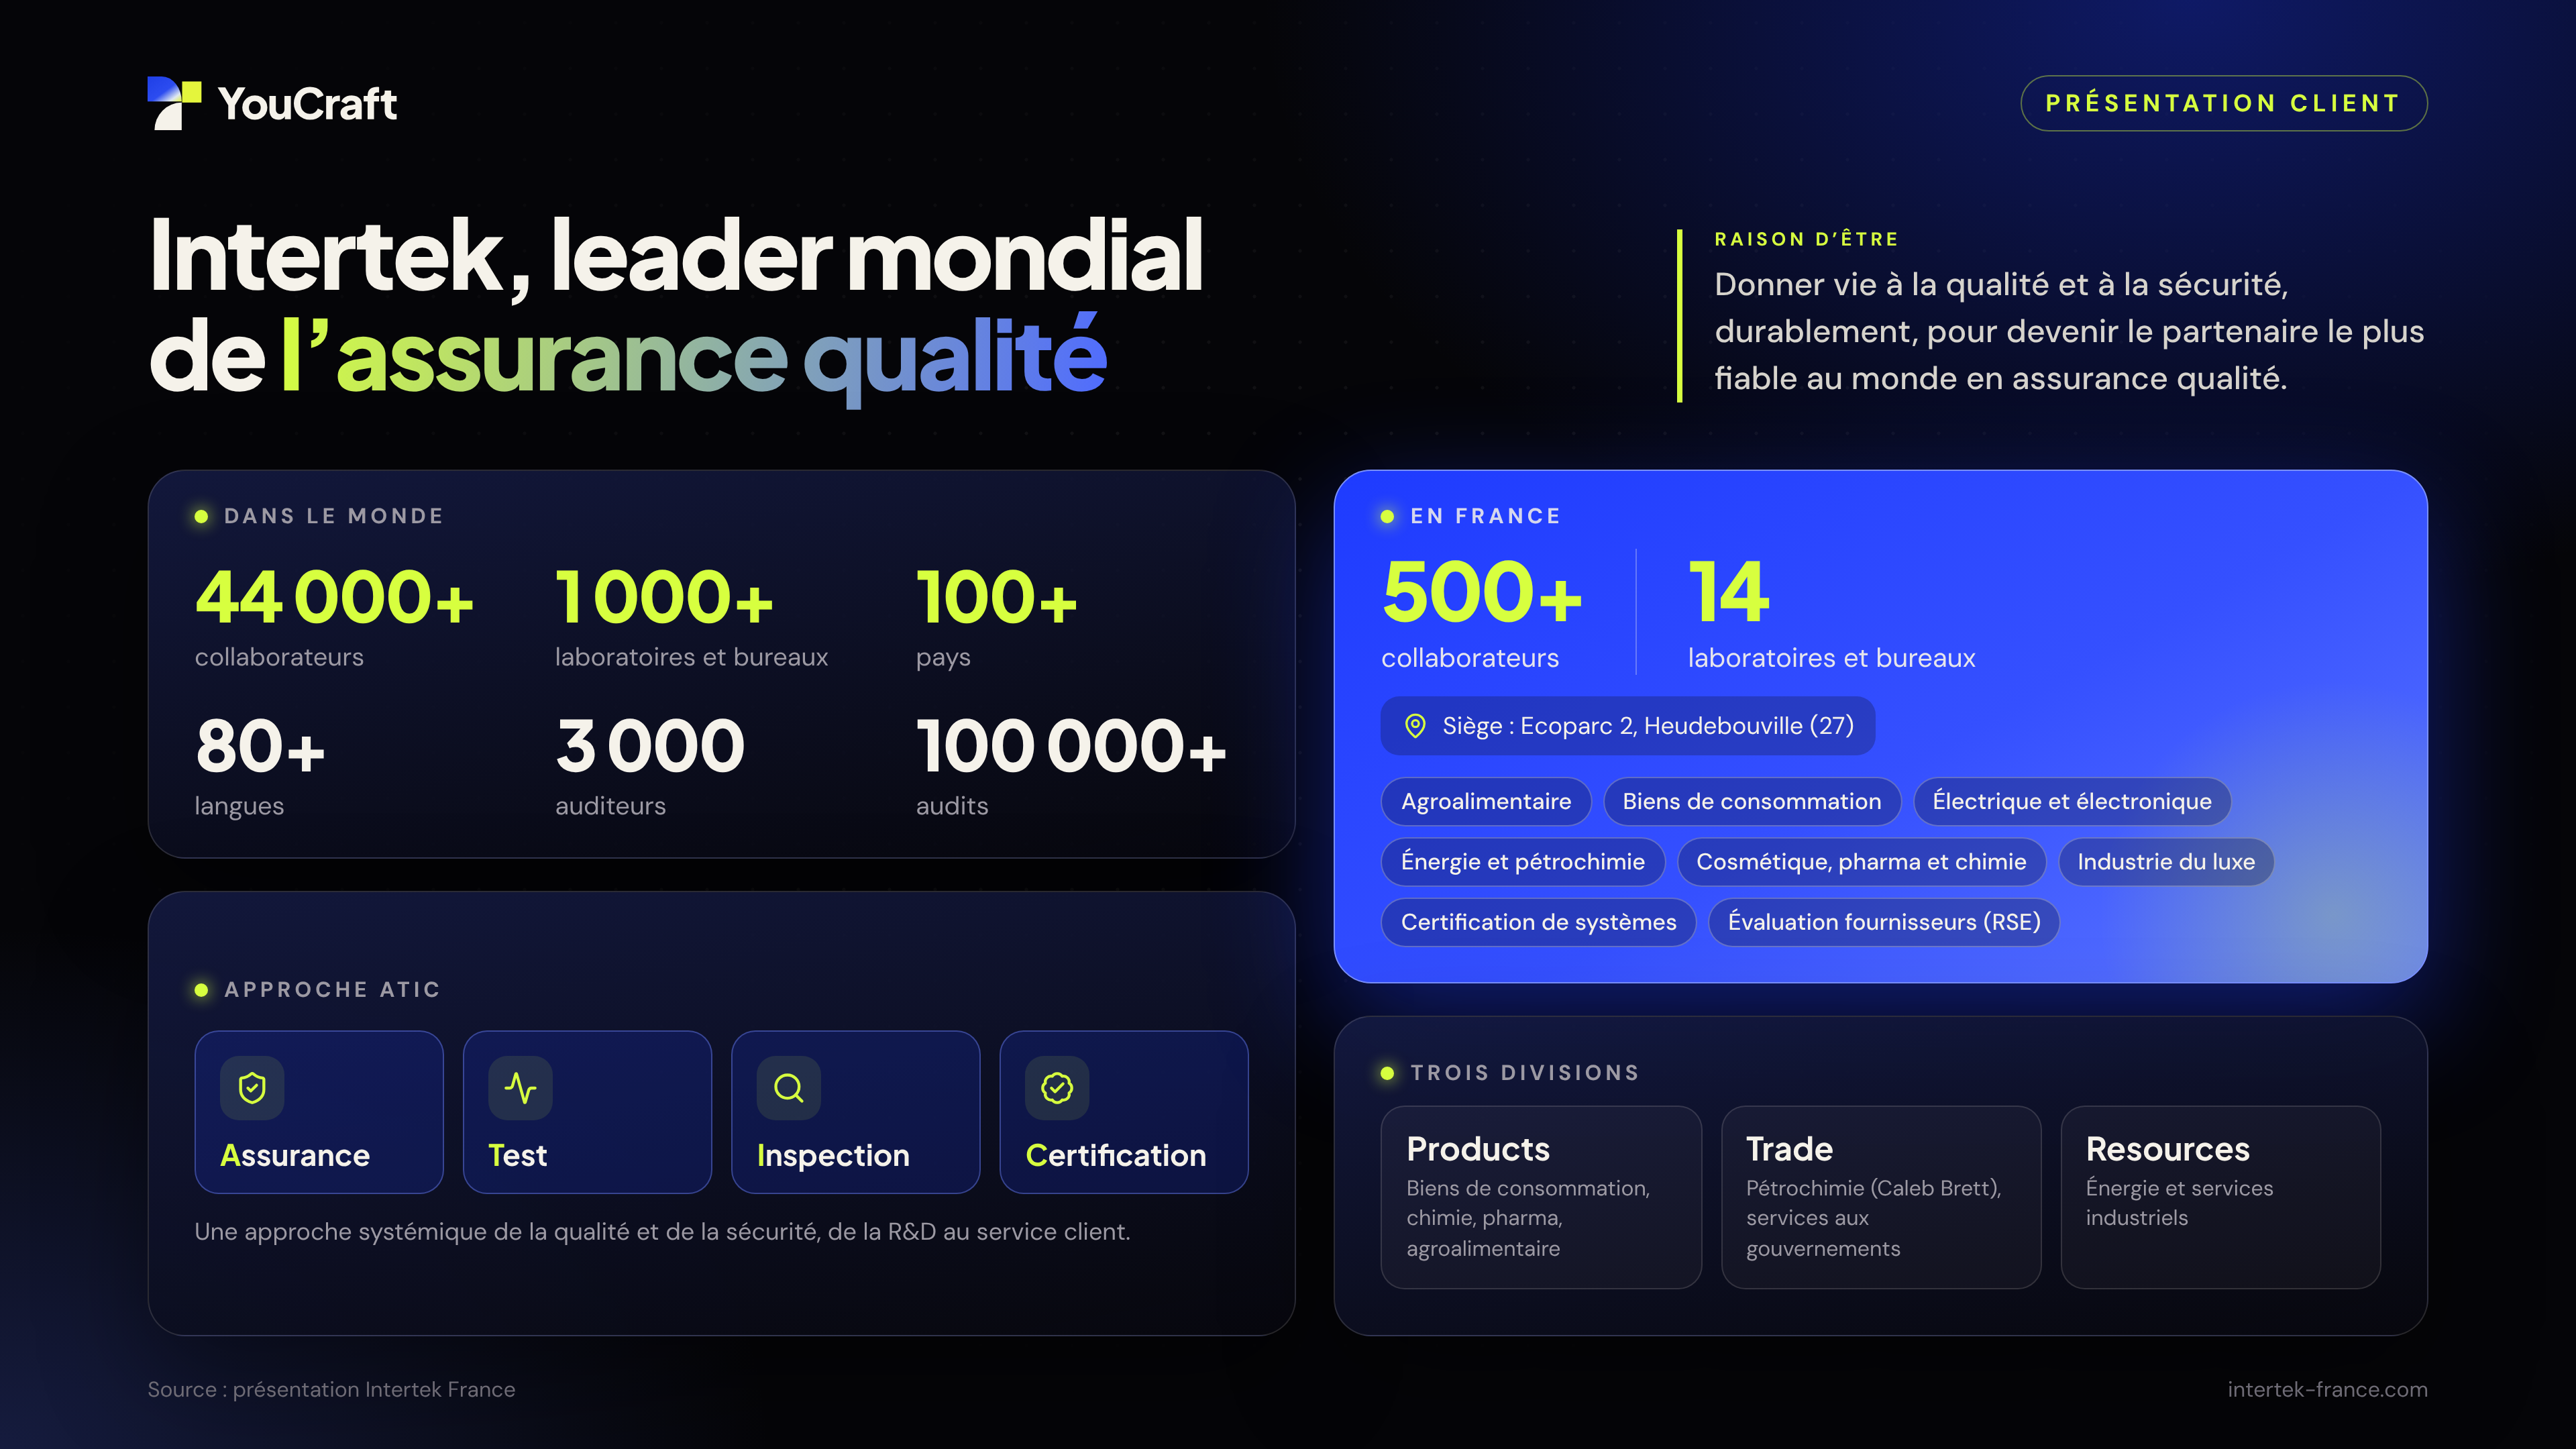 YouCraft
PRÉSENTATION CLIENT
Intertek, leader mondial
de l’assurance qualité
RAISON D’ÊTRE
Donner vie à la qualité et à la sécurité,
durablement, pour devenir le partenaire le plus
fiable au monde en assurance qualité.
DANS LE MONDE
44 000+
collaborateurs
1 000+
laboratoires et bureaux
100+
pays
80+
langues
3 000
auditeurs
100 000+
audits
EN FRANCE
500+
collaborateurs
14
laboratoires et bureaux
Siège : Ecoparc 2, Heudebouville (27)
Agroalimentaire
Biens de consommation
Électrique et électronique
Énergie et pétrochimie
Cosmétique, pharma et chimie
Industrie du luxe
Certification de systèmes
Évaluation fournisseurs (RSE)
APPROCHE ATIC
Assurance
Test
Inspection
Certification
Une approche systémique de la qualité et de la sécurité, de la R&D au service client.
TROIS DIVISIONS
Products
Biens de consommation,
chimie, pharma,
agroalimentaire
Trade
Pétrochimie (Caleb Brett),
services aux
gouvernements
Resources
Énergie et services
industriels
Source : présentation Intertek France
intertek-france.com